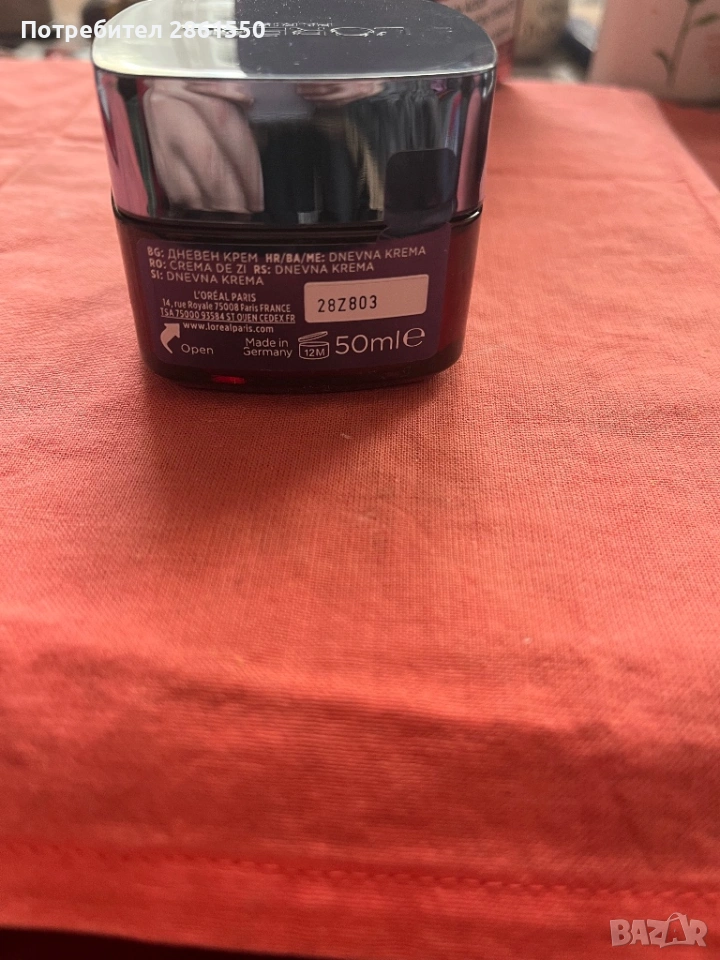 Потребител 2861550
BG: ДНЕВЕН КРЕМ HR/BA/ME: DNEVNA KREMA
RO: CREMA DE ZI RS: DNEVNA KREMA
SI: DNEVNA KREMA
L'ORÉAL PARIS
14, rue Royale 75008 Paris FRANCE
TSA 75000 93584 ST OUEN CEDEX FR
www.lorealparis.com
28Z803
Open
Made in
Germany
12M
50ml℮
BAZAR